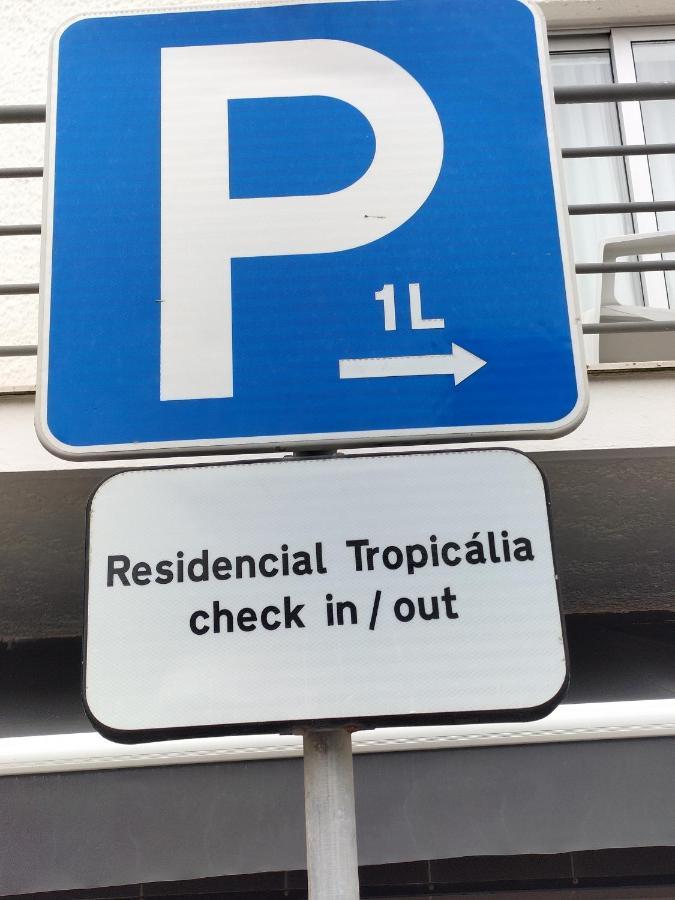 P
1L
Residencial Tropicália
check in / out